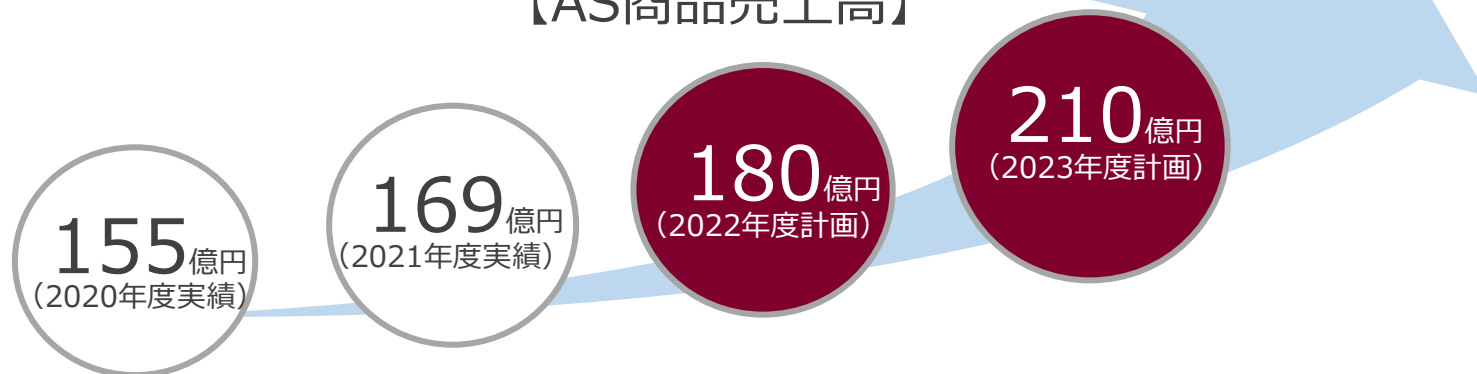 【AS商品売上高】
155億円
（2020年度実績）
169億円
（2021年度実績）
180億円
（2022年度計画）
210億円
（2023年度計画）